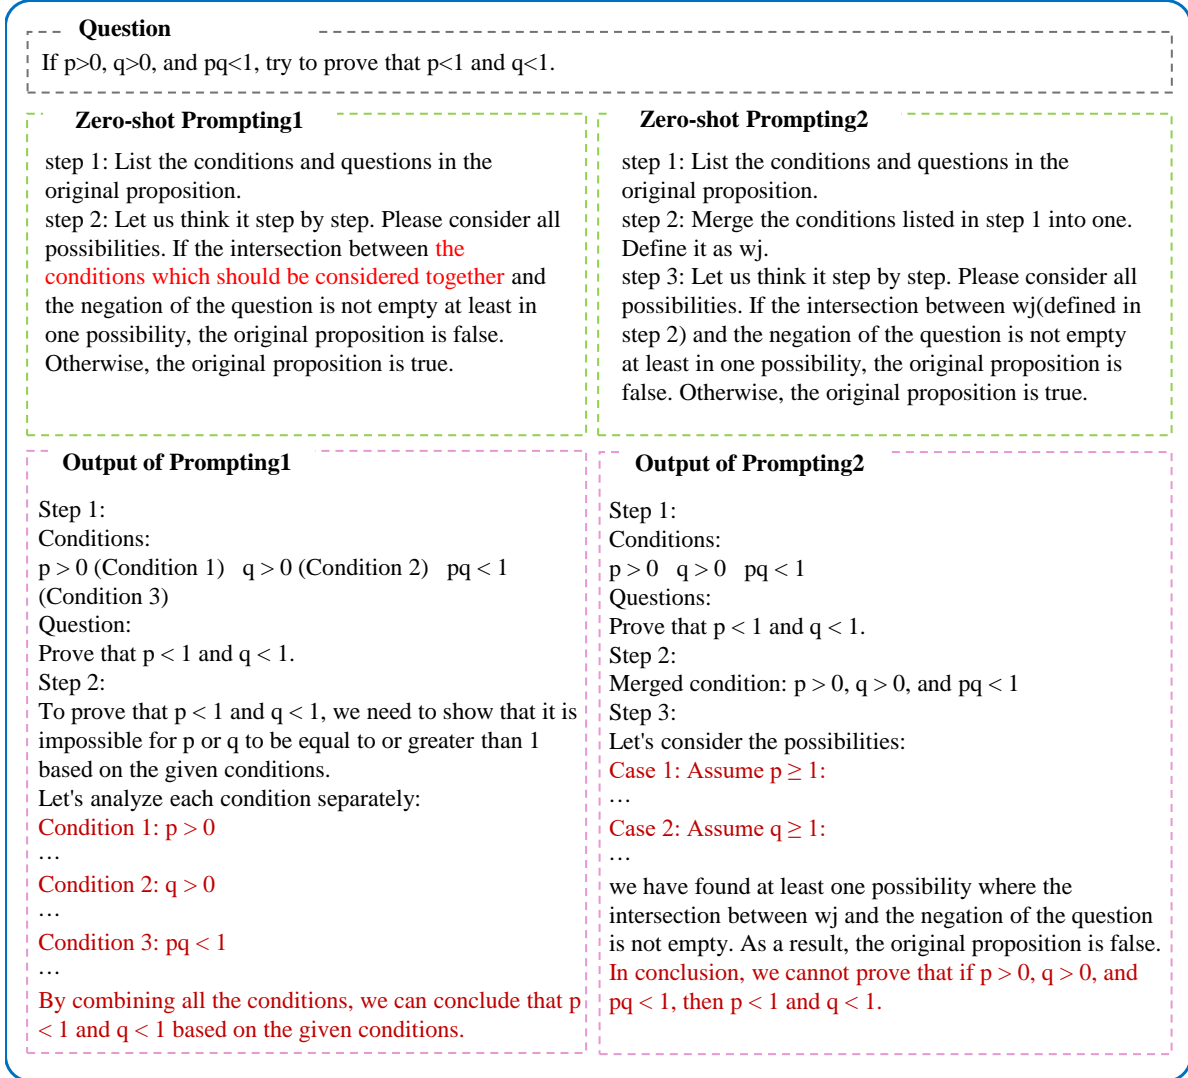 Question
If p>0, q>0, and pq<1, try to prove that p<1 and q<1.
Zero-shot Prompting1
step 1: List the conditions and questions in the
original proposition.
step 2: Let us think it step by step. Please consider all
possibilities. If the intersection between the
conditions which should be considered together and
the negation of the question is not empty at least in
one possibility, the original proposition is false.
Otherwise, the original proposition is true.
Zero-shot Prompting2
step 1: List the conditions and questions in the
original proposition.
step 2: Merge the conditions listed in step 1 into one.
Define it as wj.
step 3: Let us think it step by step. Please consider all
possibilities. If the intersection between wj(defined in
step 2) and the negation of the question is not empty
at least in one possibility, the original proposition is
false. Otherwise, the original proposition is true.
Output of Prompting1
Step 1:
Conditions:
p > 0 (Condition 1)   q > 0 (Condition 2)   pq < 1
(Condition 3)
Question:
Prove that p < 1 and q < 1.
Step 2:
To prove that p < 1 and q < 1, we need to show that it is
impossible for p or q to be equal to or greater than 1
based on the given conditions.
Let's analyze each condition separately:
Condition 1: p > 0
…
Condition 2: q > 0
…
Condition 3: pq < 1
…
By combining all the conditions, we can conclude that p
< 1 and q < 1 based on the given conditions.
Output of Prompting2
Step 1:
Conditions:
p > 0   q > 0   pq < 1
Questions:
Prove that p < 1 and q < 1.
Step 2:
Merged condition: p > 0, q > 0, and pq < 1
Step 3:
Let's consider the possibilities:
Case 1: Assume p ≥ 1:
…
Case 2: Assume q ≥ 1:
…
we have found at least one possibility where the
intersection between wj and the negation of the question
is not empty. As a result, the original proposition is false.
In conclusion, we cannot prove that if p > 0, q > 0, and
pq < 1, then p < 1 and q < 1.